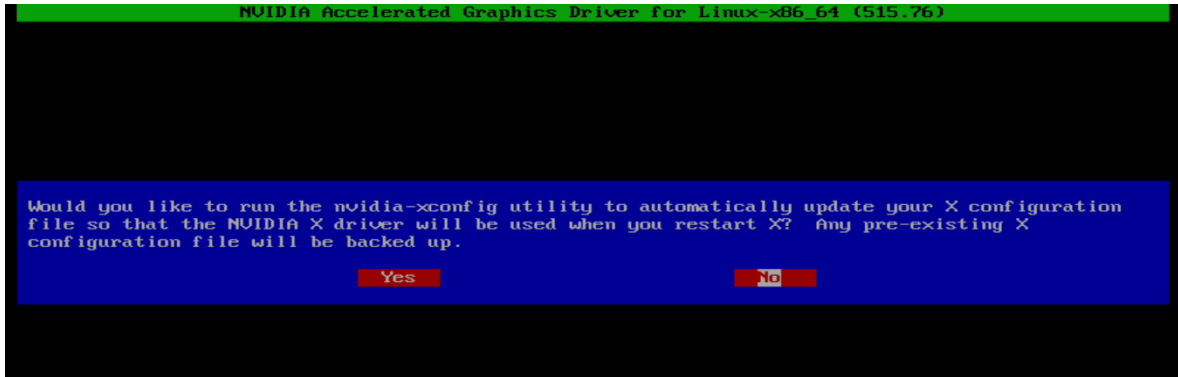 NVIDIA Accelerated Graphics Driver for Linux-x86_64 (515.76)
Would you like to run the nvidia-xconfig utility to automatically update your X configuration
file so that the NVIDIA X driver will be used when you restart X?  Any pre-existing X
configuration file will be backed up.
Yes No